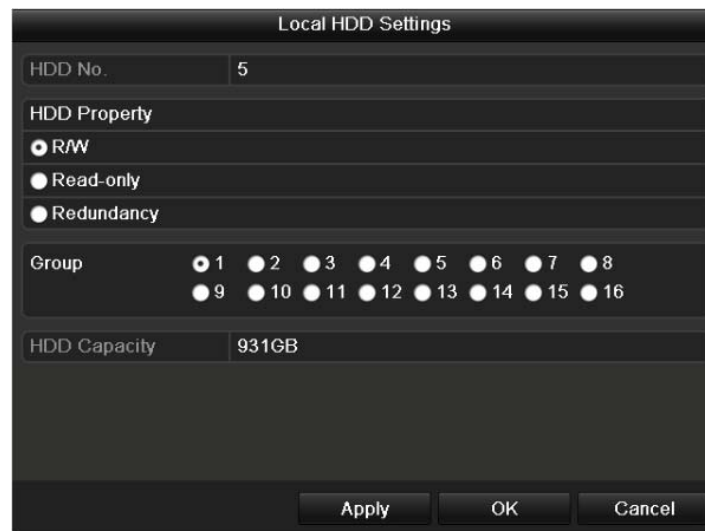 Local HDD Settings
HDD No. 5
HDD Property
R/W
Read-only
Redundancy
Group 1 2 3 4 5 6 7 8
9 10 11 12 13 14 15 16
HDD Capacity 931GB
Apply OK Cancel